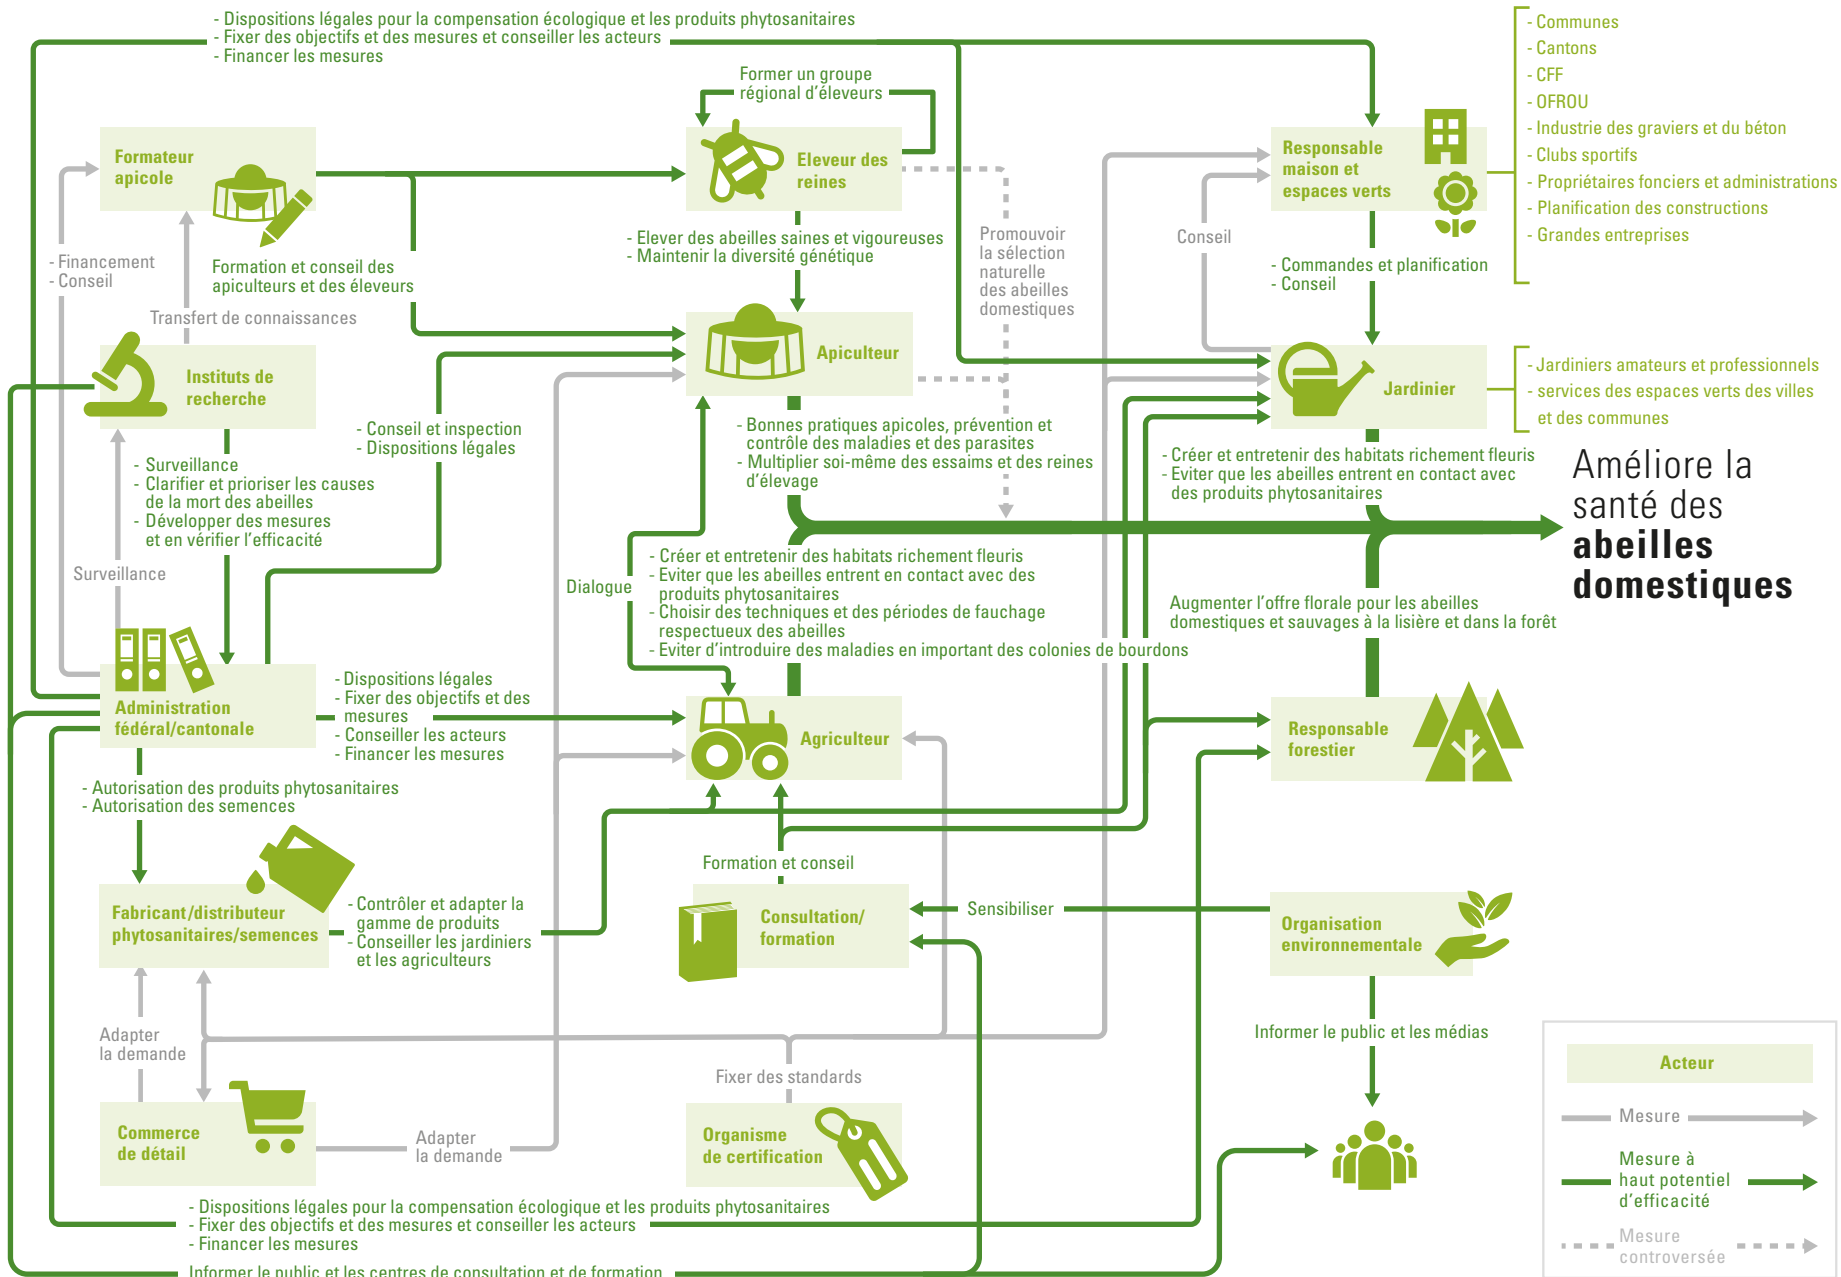 - Dispositions légales pour la compensation écologique et les produits phytosanitaires
- Fixer des objectifs et des mesures et conseiller les acteurs
- Financer les mesures
Former un groupe
régional d'éleveurs
- Communes
- Cantons
- CFF
- OFROU
- Industrie des graviers et du béton
- Clubs sportifs
- Propriétaires fonciers et administrations
- Planification des constructions
- Grandes entreprises
Formateur
apicole
Eleveur des
reines
Responsable
maison et
espaces verts
- Financement
- Conseil
Formation et conseil des
apiculteurs et des éleveurs
- Elever des abeilles saines et vigoureuses
- Maintenir la diversité génétique
Promouvoir
la sélection
naturelle
des abeilles
domestiques
Conseil
- Commandes et planification
- Conseil
Transfert de connaissances
Instituts de
recherche
Apiculteur
Jardinier
- Jardiniers amateurs et professionnels
- services des espaces verts des villes
et des communes
- Conseil et inspection
- Dispositions légales
- Bonnes pratiques apicoles, prévention et
contrôle des maladies et des parasites
- Multiplier soi-même des essaims et des reines
d'élevage
- Créer et entretenir des habitats richement fleuris
- Eviter que les abeilles entrent en contact avec
des produits phytosanitaires
Améliore la
santé des
abeilles
domestiques
- Surveillance
- Clarifier et prioriser les causes
de la mort des abeilles
- Développer des mesures
et en vérifier l'efficacité
Surveillance
Dialogue
- Créer et entretenir des habitats richement fleuris
- Eviter que les abeilles entrent en contact avec des
produits phytosanitaires
- Choisir des techniques et des périodes de fauchage
respectueux des abeilles
- Eviter d'introduire des maladies en important des colonies de bourdons
Augmenter l'offre florale pour les abeilles
domestiques et sauvages à la lisière et dans la forêt
Administration
fédéral/cantonale
- Dispositions légales
- Fixer des objectifs et des
mesures
- Conseiller les acteurs
- Financer les mesures
Agriculteur
Responsable
forestier
- Autorisation des produits phytosanitaires
- Autorisation des semences
Formation et conseil
Fabricant/distributeur
phytosanitaires/semences
- Contrôler et adapter la
gamme de produits
- Conseiller les jardiniers
et les agriculteurs
Consultation/
formation
Sensibiliser
Organisation
environnementale
Adapter
la demande
Informer le public et les médias
Fixer des standards
Commerce
de détail
Adapter
la demande
Organisme
de certification
Acteur
Mesure
Mesure à
haut potentiel
d'efficacité
Mesure
controversée
- Dispositions légales pour la compensation écologique et les produits phytosanitaires
- Fixer des objectifs et des mesures et conseiller les acteurs
- Financer les mesures
Informer le public et les centres de consultation et de formation